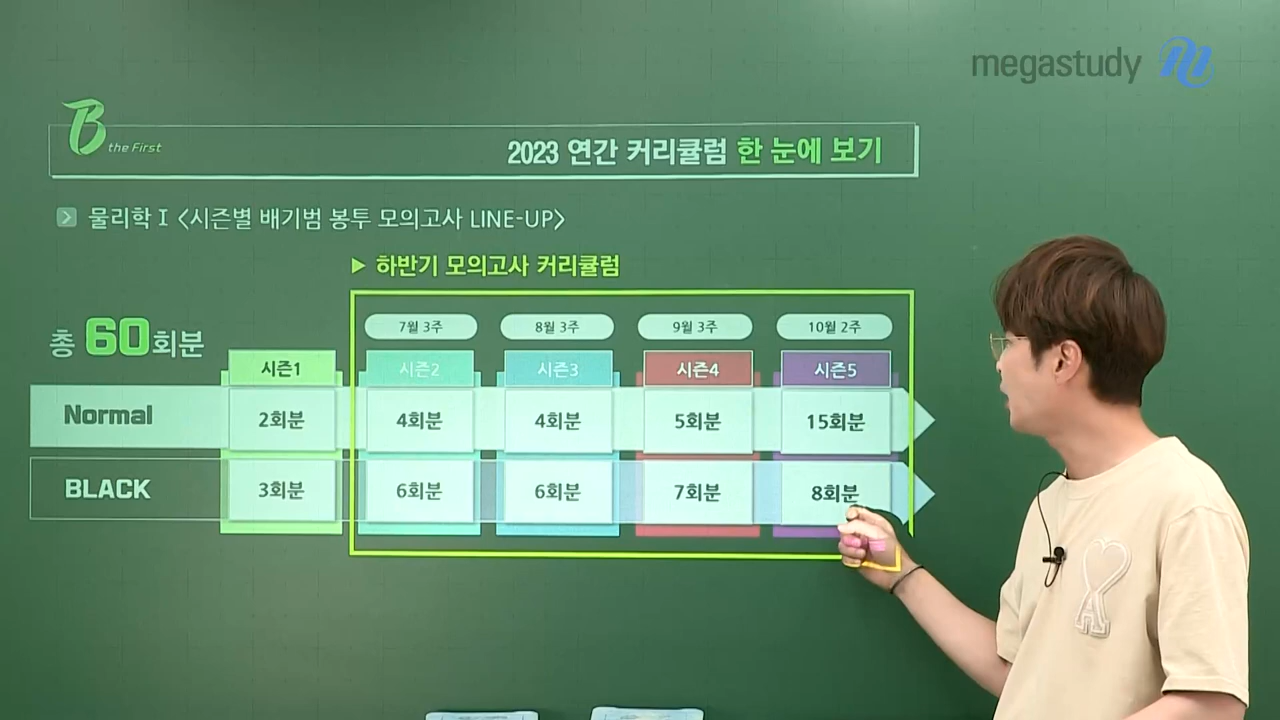 megastudy
B the First
2023 연간 커리큘럼 한 눈에 보기
물리학 I <시즌별 배기범 봉투 모의고사 LINE-UP>
▶ 하반기 모의고사 커리큘럼
총 60회분
7월 3주 8월 3주 9월 3주 10월 2주
시즌1 시즌2 시즌3 시즌4 시즌5
Normal 2회분 4회분 4회분 5회분 15회분
BLACK 3회분 6회분 6회분 7회분 8회분
A